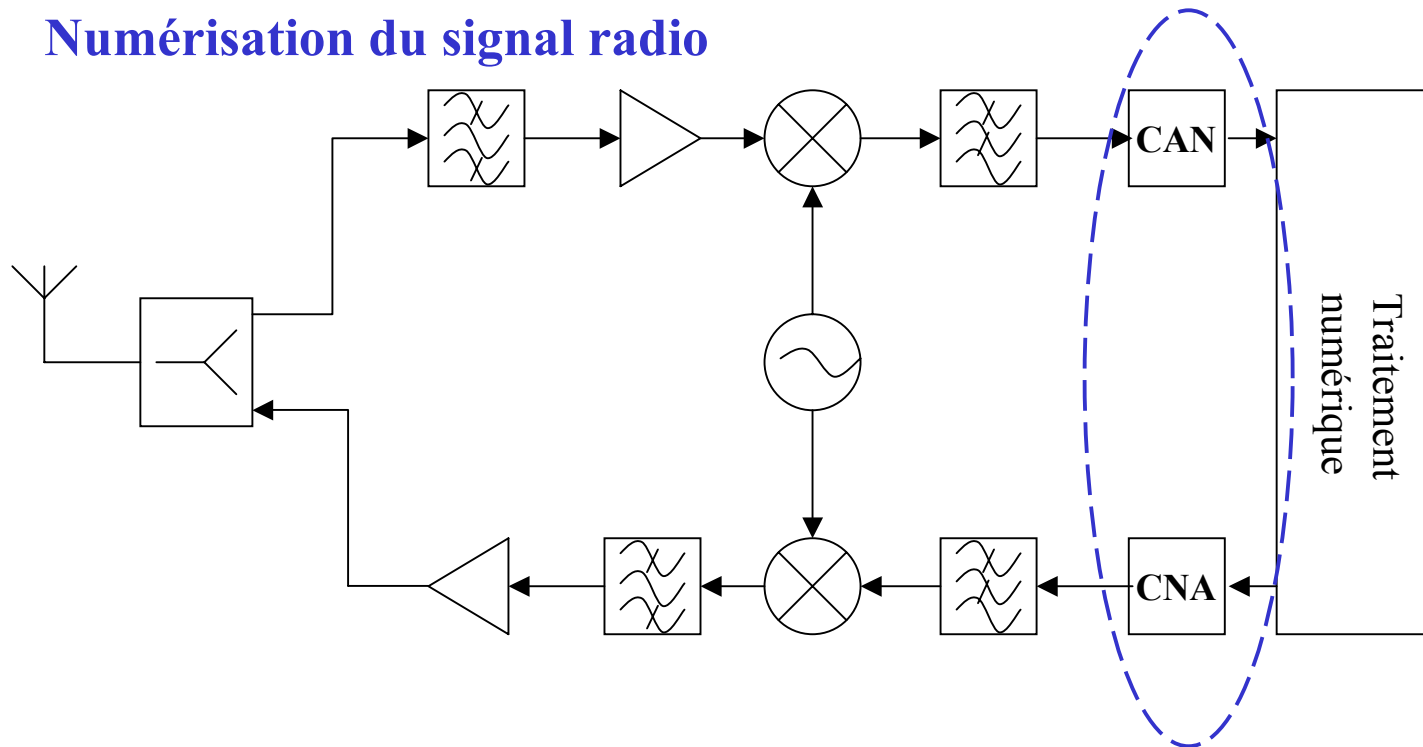 Numérisation du signal radio
CAN
Traitement
numérique
CNA